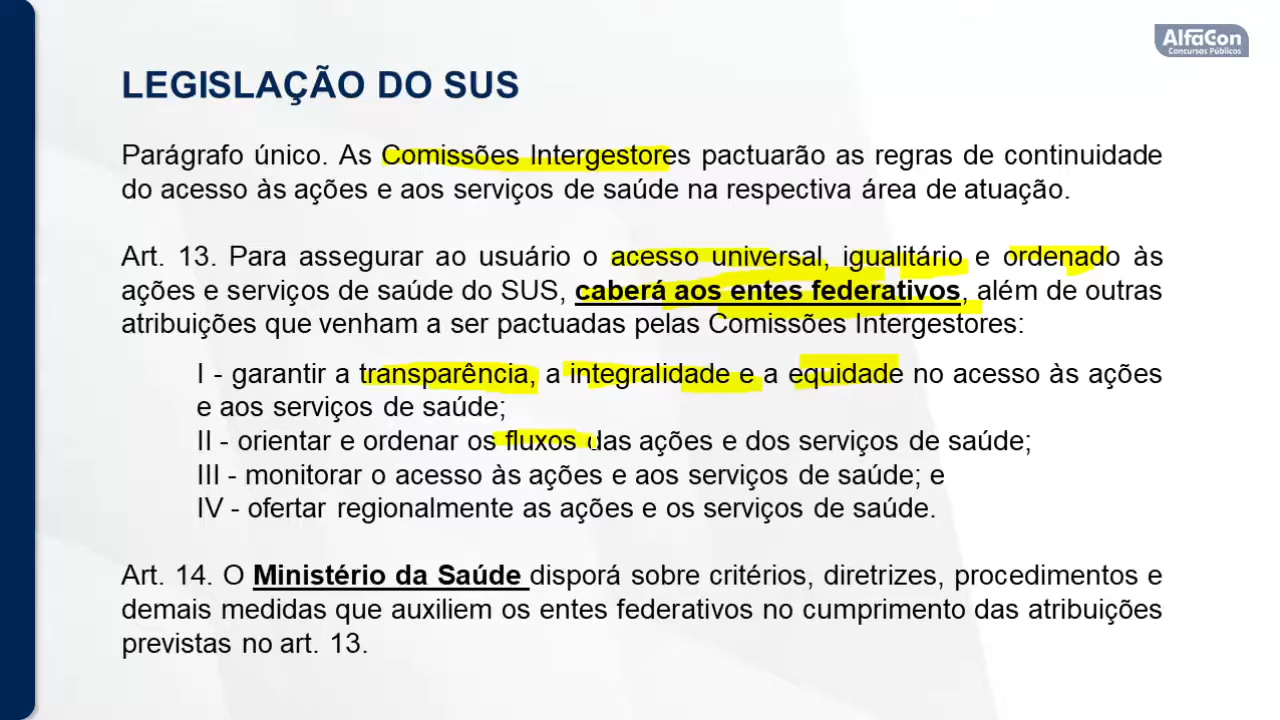 AlfaCon
Concursos Públicos
LEGISLAÇÃO DO SUS
Parágrafo único. As Comissões Intergestores pactuarão as regras de continuidade
do acesso às ações e aos serviços de saúde na respectiva área de atuação.
Art. 13. Para assegurar ao usuário o acesso universal, igualitário e ordenado às
ações e serviços de saúde do SUS, caberá aos entes federativos, além de outras
atribuições que venham a ser pactuadas pelas Comissões Intergestores:
I - garantir a transparência, a integralidade e a equidade no acesso às ações
e aos serviços de saúde;
II - orientar e ordenar os fluxos das ações e dos serviços de saúde;
III - monitorar o acesso às ações e aos serviços de saúde; e
IV - ofertar regionalmente as ações e os serviços de saúde.
Art. 14. O Ministério da Saúde disporá sobre critérios, diretrizes, procedimentos e
demais medidas que auxiliem os entes federativos no cumprimento das atribuições
previstas no art. 13.